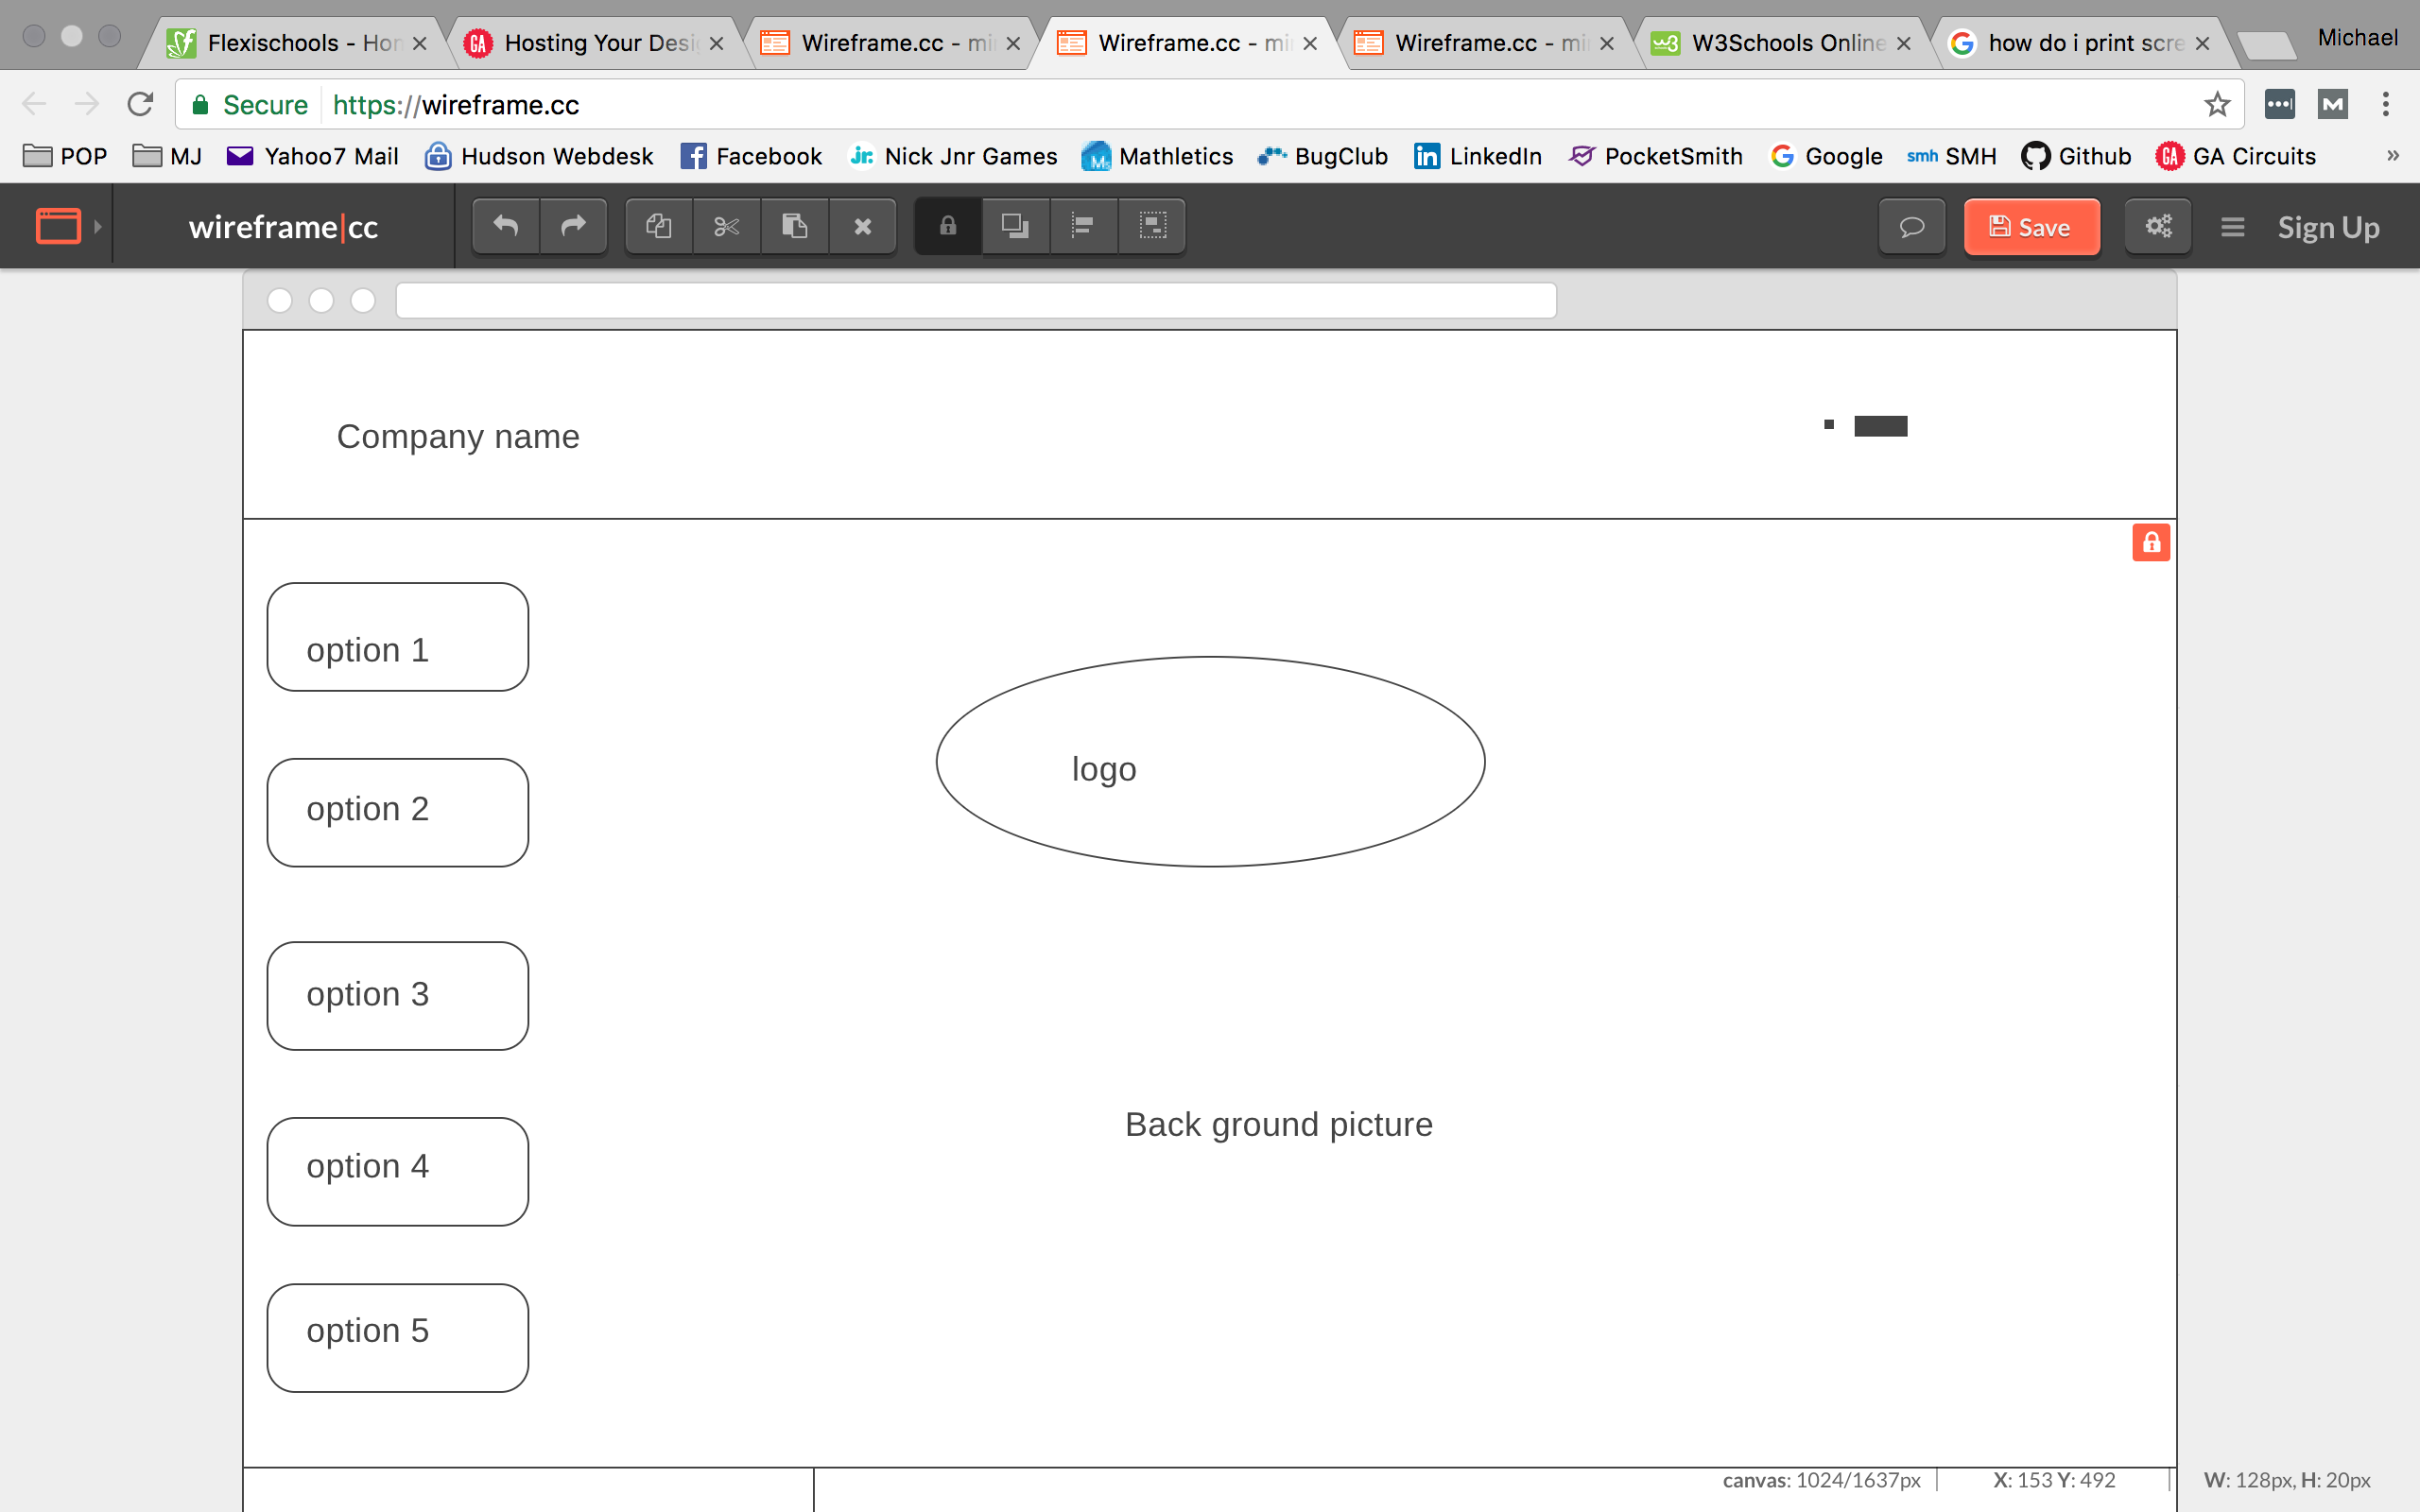 Flexischools - Hon
Hosting Your Desi
Wireframe.cc - mi
Wireframe.cc - mi
Wireframe.cc - mi
W3Schools Online
how do i print scre
Michael
Secure https://wireframe.cc
POP MJ Yahoo7 Mail Hudson Webdesk Facebook Nick Jnr Games Mathletics BugClub LinkedIn PocketSmith Google smh SMH Github GA Circuits »
wireframe|cc Save Sign Up
Company name
option 1
logo
option 2
option 3
Back ground picture
option 4
option 5
canvas: 1024/1637px X: 153 Y: 492 W: 128px, H: 20px